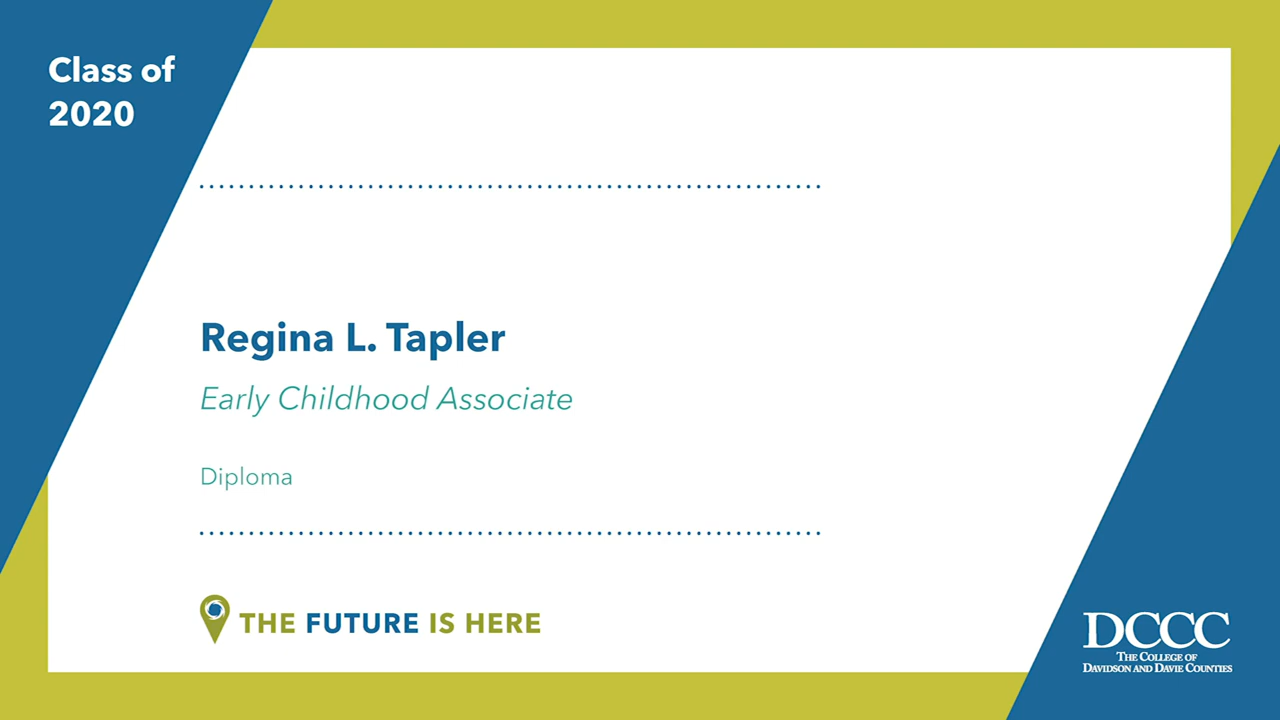 Class of
2020
Regina L. Tapler
Early Childhood Associate
Diploma
THE FUTURE IS HERE
DCCC
THE COLLEGE OF
DAVIDSON AND DAVIE COUNTIES